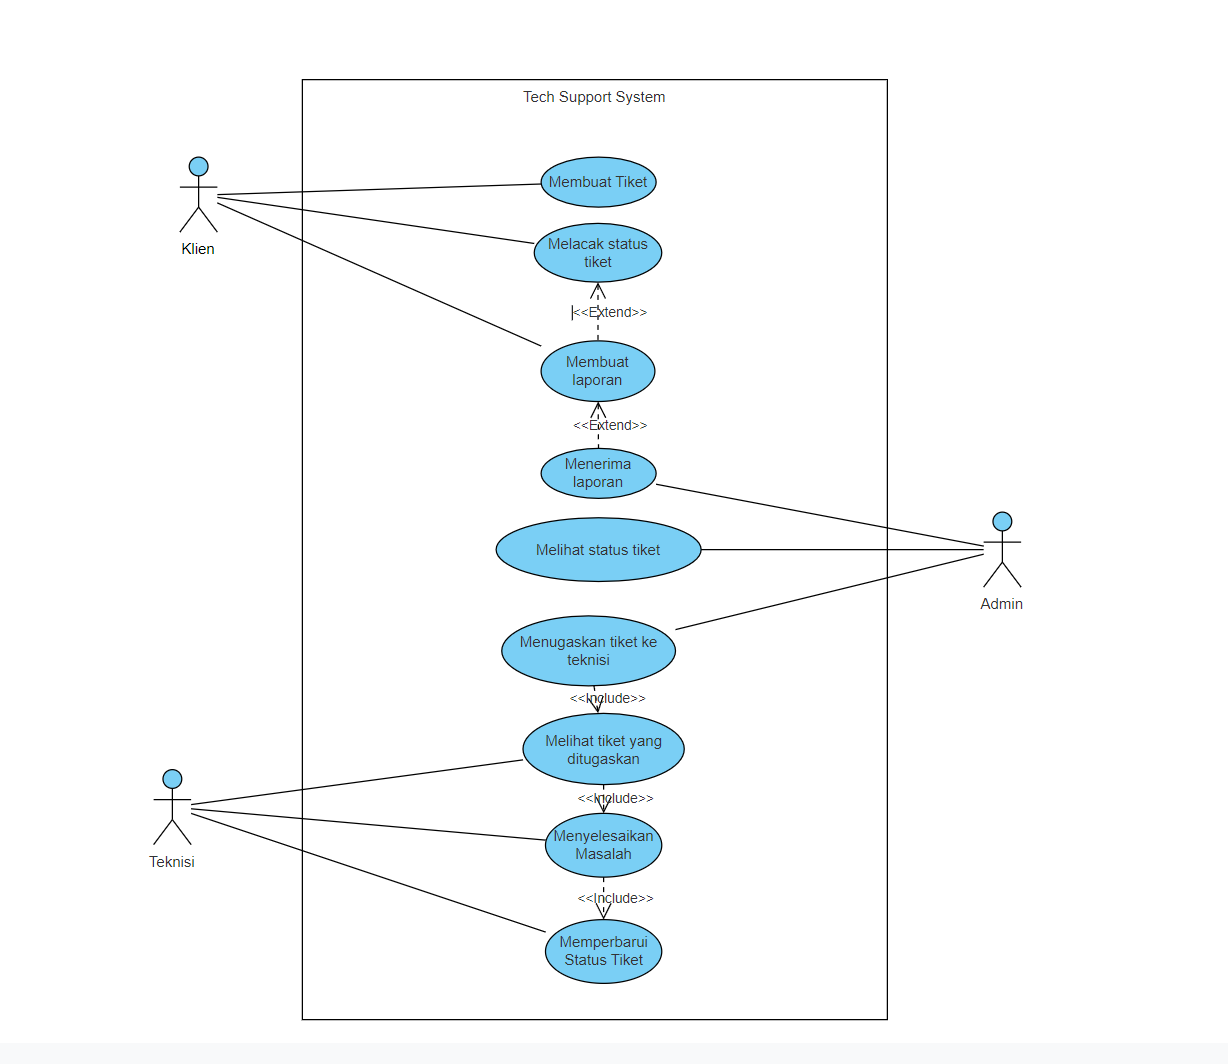 Tech Support System
Membuat Tiket
Klien
Melacak status
tiket
<<Extend>>
Membuat
laporan
<<Extend>>
Menerima
laporan
Melihat status tiket
Admin
Menugaskan tiket ke
teknisi
<<Include>>
Melihat tiket yang
ditugaskan
<<Include>>
Menyelesaikan
Masalah
Teknisi
<<Include>>
Memperbarui
Status Tiket